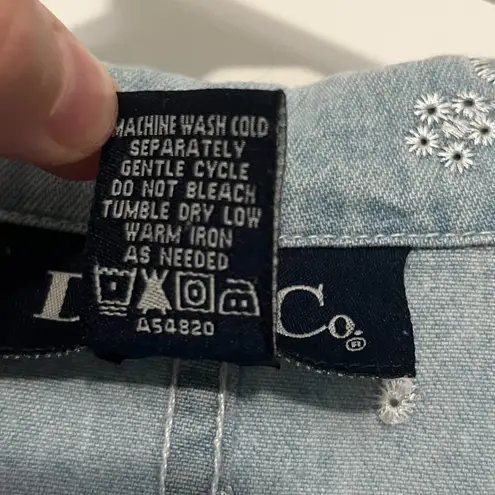 MACHINE WASH COLD
SEPARATELY
GENTLE CYCLE
DO NOT BLEACH
TUMBLE DRY LOW
WARM IRON
AS NEEDED
A54820
Co.®